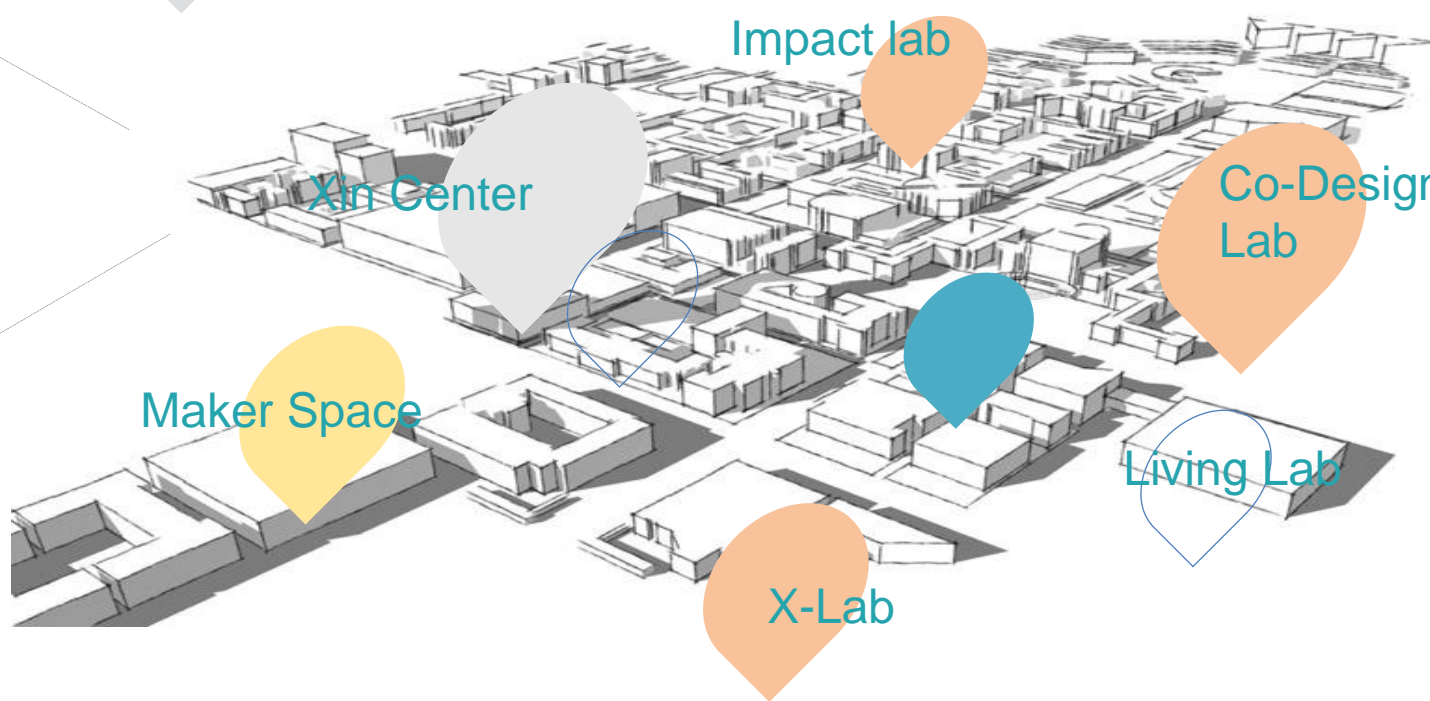 Impact lab
Xin Center
Co-Design
Lab
Maker Space
Living Lab
X-Lab